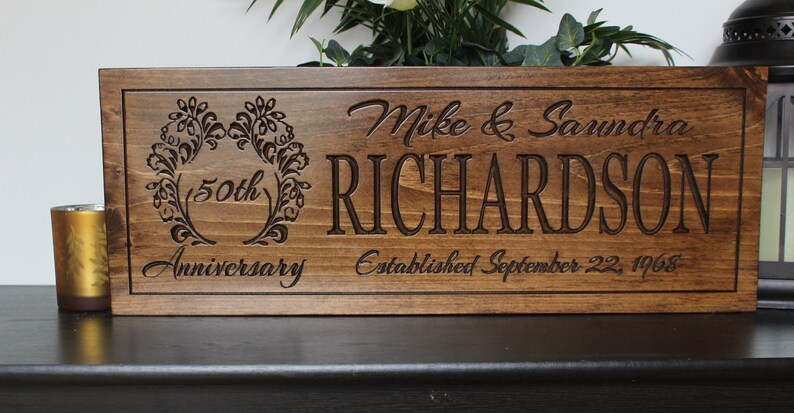 50th
Anniversary
Mike & Saundra
RICHARDSON
Established September 22, 1968